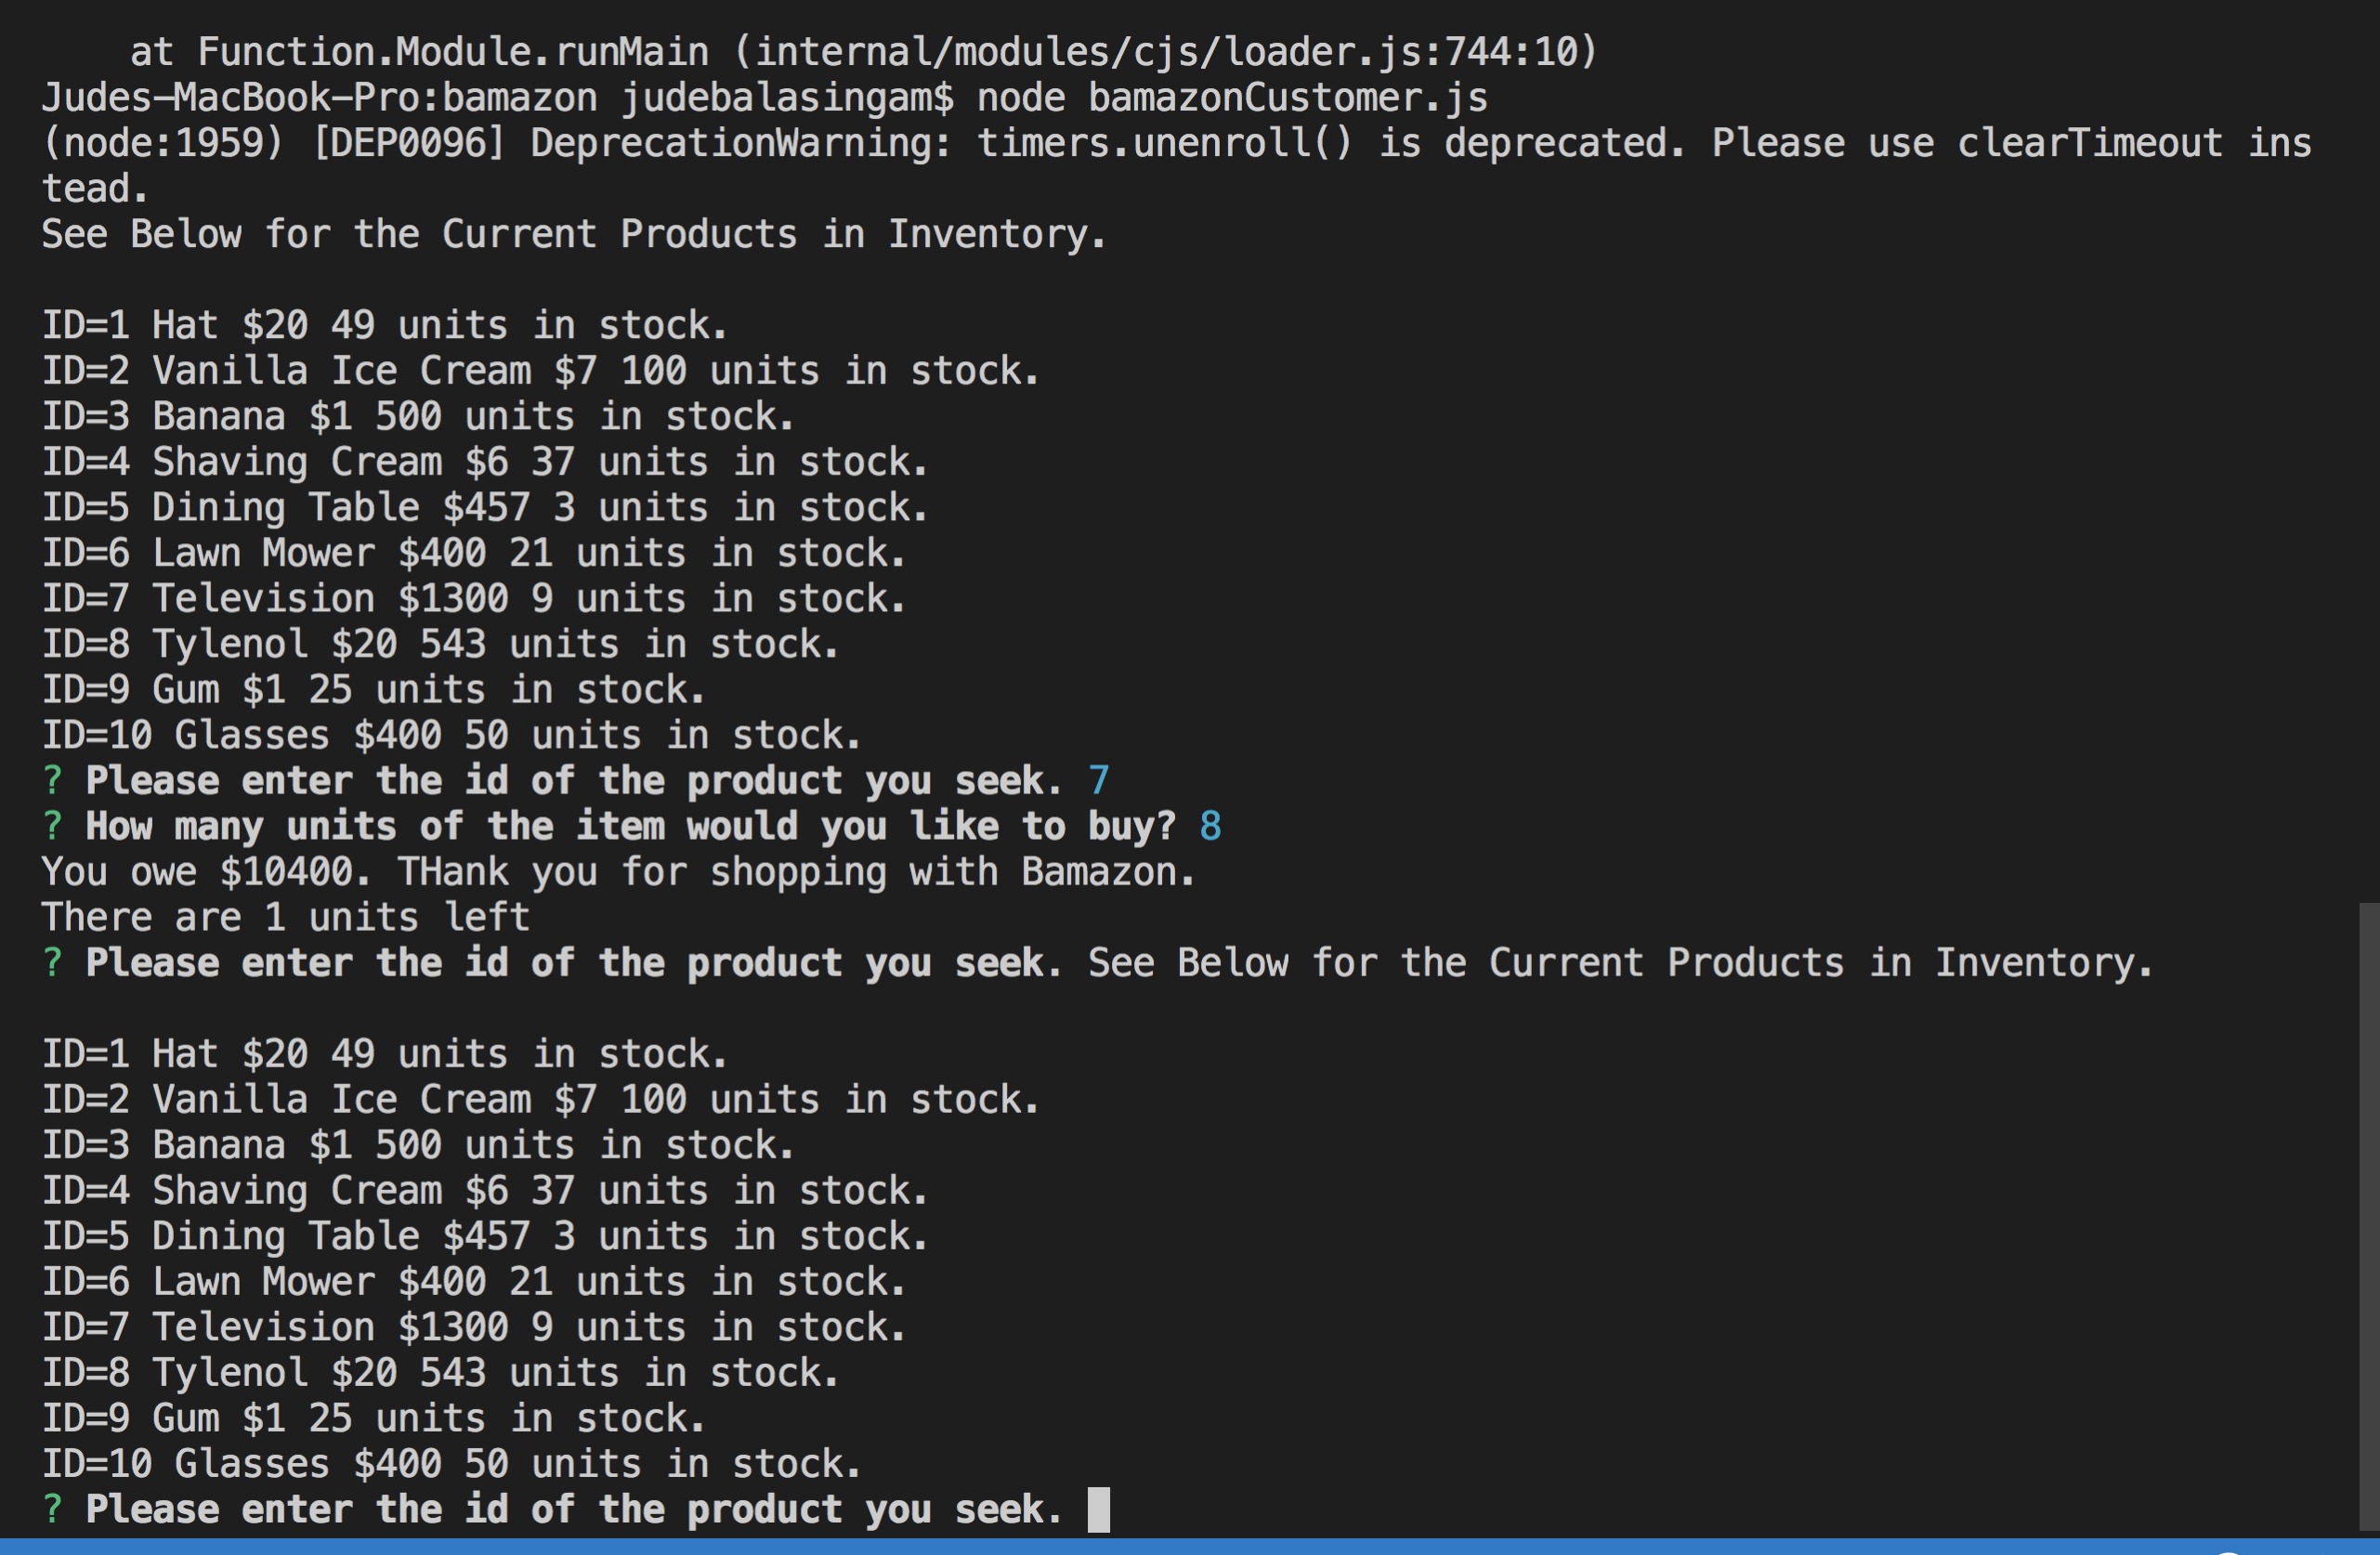 at Function.Module.runMain (internal/modules/cjs/loader.js:744:10)
Judes-MacBook-Pro:bamazon judebalasingam$ node bamazonCustomer.js
(node:1959) [DEP0096] DeprecationWarning: timers.unenroll() is deprecated. Please use clearTimeout ins
tead.
See Below for the Current Products in Inventory.
ID=1 Hat $20 49 units in stock.
ID=2 Vanilla Ice Cream $7 100 units in stock.
ID=3 Banana $1 500 units in stock.
ID=4 Shaving Cream $6 37 units in stock.
ID=5 Dining Table $457 3 units in stock.
ID=6 Lawn Mower $400 21 units in stock.
ID=7 Television $1300 9 units in stock.
ID=8 Tylenol $20 543 units in stock.
ID=9 Gum $1 25 units in stock.
ID=10 Glasses $400 50 units in stock.
? Please enter the id of the product you seek. 7
? How many units of the item would you like to buy? 8
You owe $10400. THank you for shopping with Bamazon.
There are 1 units left
? Please enter the id of the product you seek. See Below for the Current Products in Inventory.
ID=1 Hat $20 49 units in stock.
ID=2 Vanilla Ice Cream $7 100 units in stock.
ID=3 Banana $1 500 units in stock.
ID=4 Shaving Cream $6 37 units in stock.
ID=5 Dining Table $457 3 units in stock.
ID=6 Lawn Mower $400 21 units in stock.
ID=7 Television $1300 9 units in stock.
ID=8 Tylenol $20 543 units in stock.
ID=9 Gum $1 25 units in stock.
ID=10 Glasses $400 50 units in stock.
? Please enter the id of the product you seek.